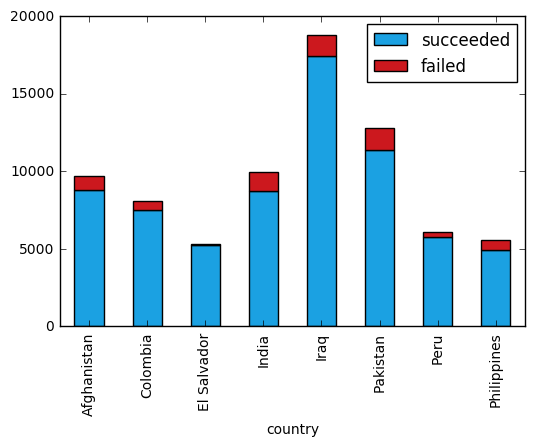 20000
15000
10000
5000
0
succeeded
failed
Afghanistan
Colombia
El Salvador
India
Iraq
Pakistan
Peru
Philippines
country